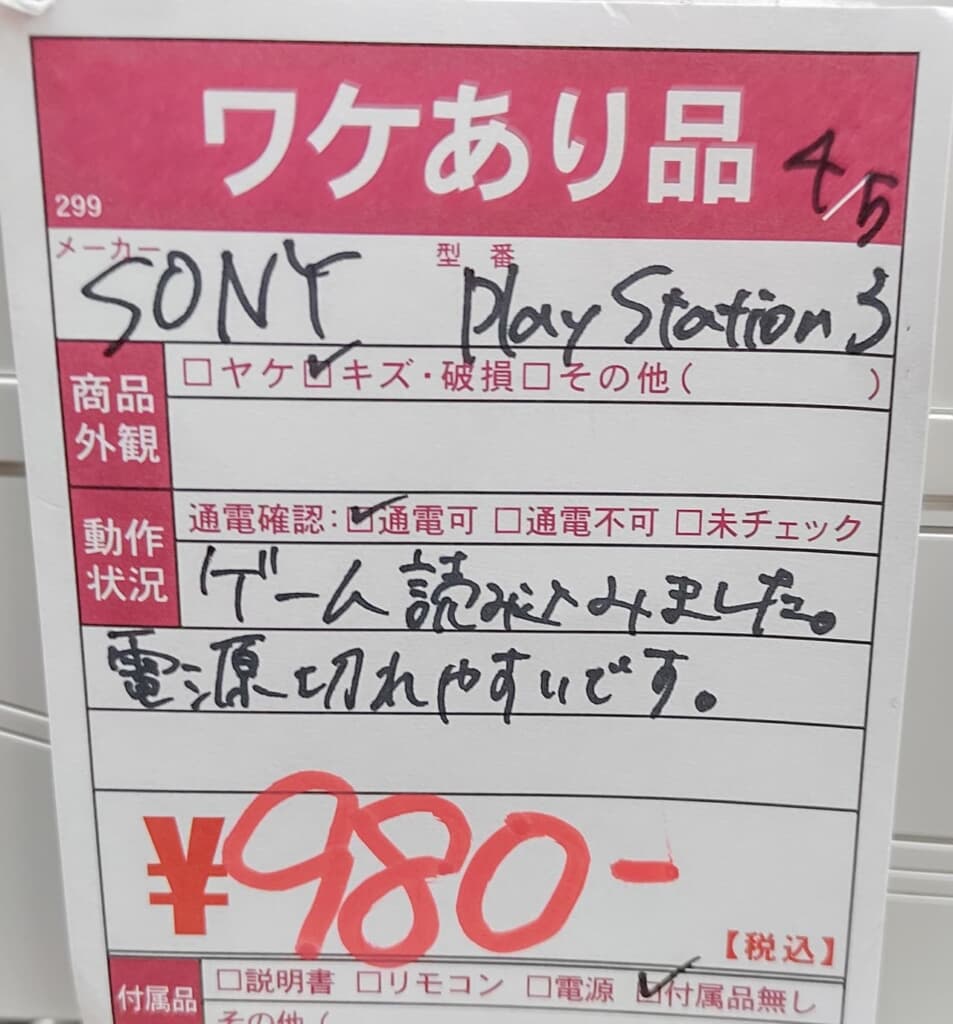 ワケあり品
4/5
299
メーカー 型番
SONY PlayStation 3
商品外観
□ヤケ☑キズ・破損□その他( )
動作状況
通電確認:☑通電可 □通電不可 □未チェック
ゲーム読み込みました。
電源切れやすいです。
¥980-
【税込】
付属品
□説明書 □リモコン □電源 ☑付属品無し
その他(